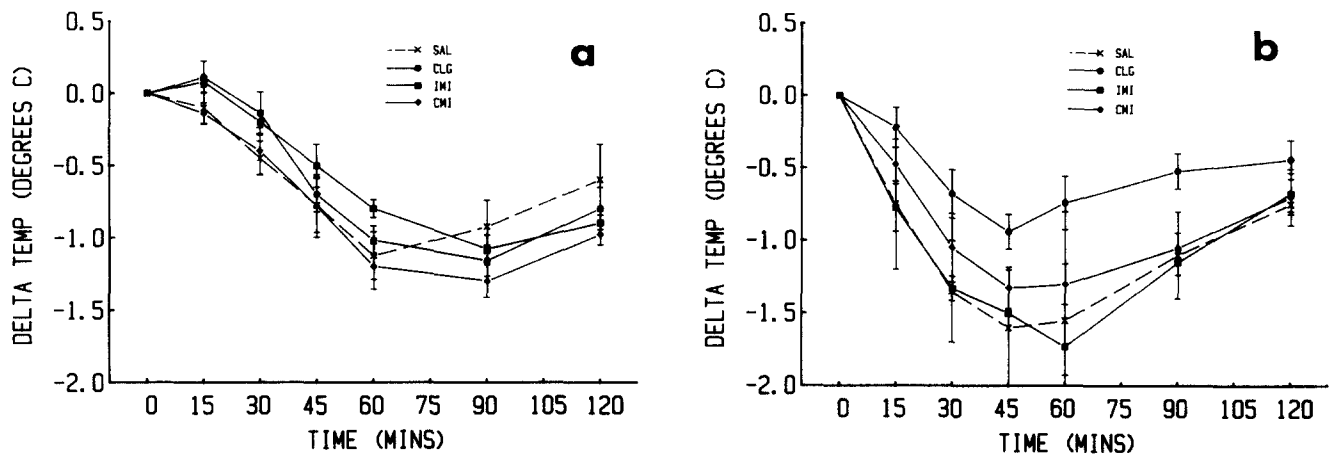 a
SAL
CLG
IMI
CMI
0.5
0.0
-0.5
-1.0
-1.5
-2.0
DELTA TEMP (DEGREES C)
0 15 30 45 60 75 90 105 120
TIME (MINS)
b
SAL
CLG
IMI
CMI
0.5
0.0
-0.5
-1.0
-1.5
-2.0
DELTA TEMP (DEGREES C)
0 15 30 45 60 75 90 105 120
TIME (MINS)